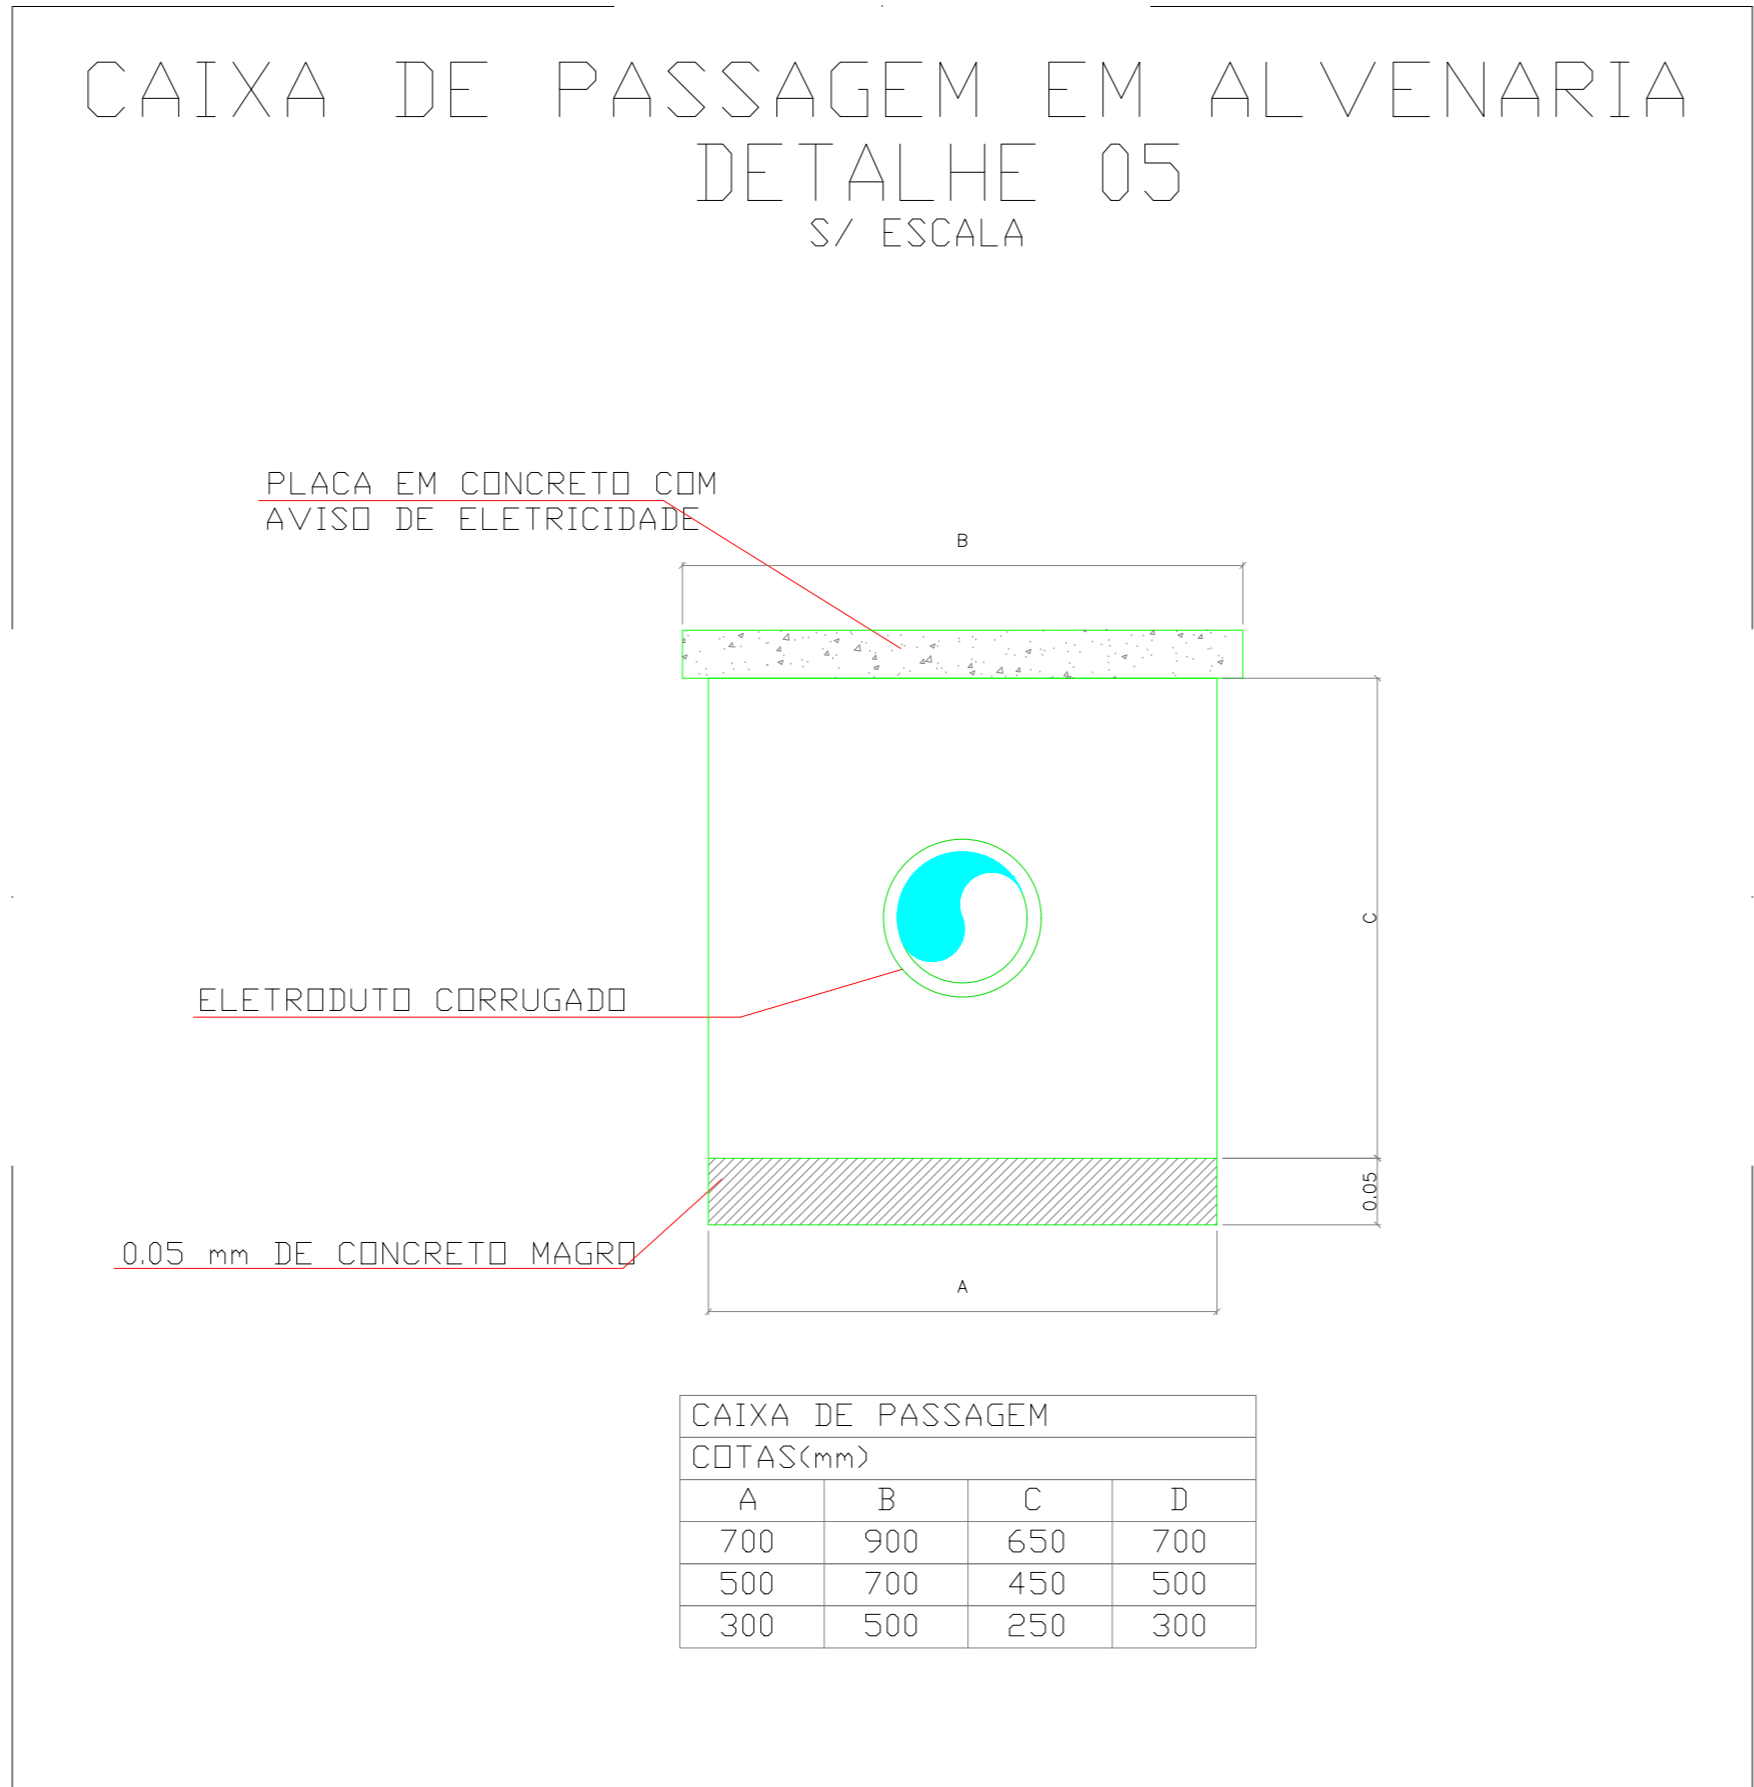 CAIXA DE PASSAGEM EM ALVENARIA
DETALHE 05
S/ ESCALA
PLACA EM CONCRETO COM
AVISO DE ELETRICIDADE
B
C
ELETRODUTO CORRUGADO
0.05
0.05 mm DE CONCRETO MAGRO
A
CAIXA DE PASSAGEM
COTAS(mm)
A B C D
700 900 650 700
500 700 450 500
300 500 250 300